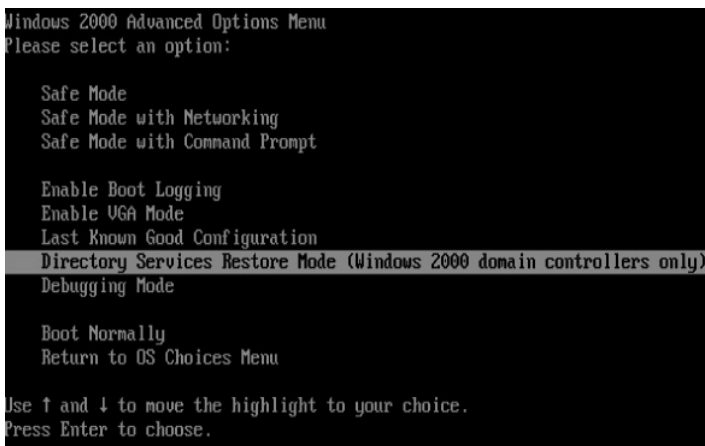 Windows 2000 Advanced Options Menu
Please select an option:
Safe Mode
Safe Mode with Networking
Safe Mode with Command Prompt
Enable Boot Logging
Enable VGA Mode
Last Known Good Configuration
Directory Services Restore Mode (Windows 2000 domain controllers only)
Debugging Mode
Boot Normally
Return to OS Choices Menu
Use ↑ and ↓ to move the highlight to your choice.
Press Enter to choose.